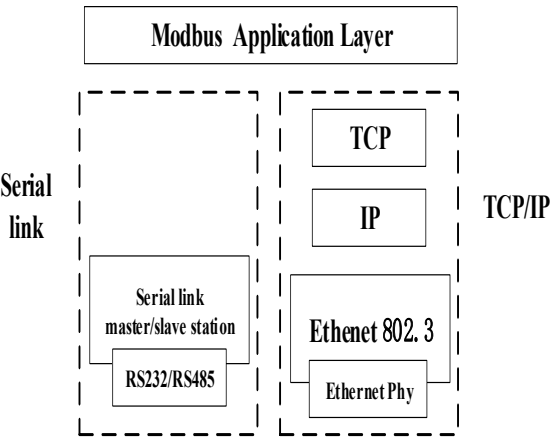 Modbus Application Layer
Serial
link
TCP
IP
TCP/IP
Serial link
master/slave station
RS232/RS485
Ethenet 802.3
Ethernet Phy